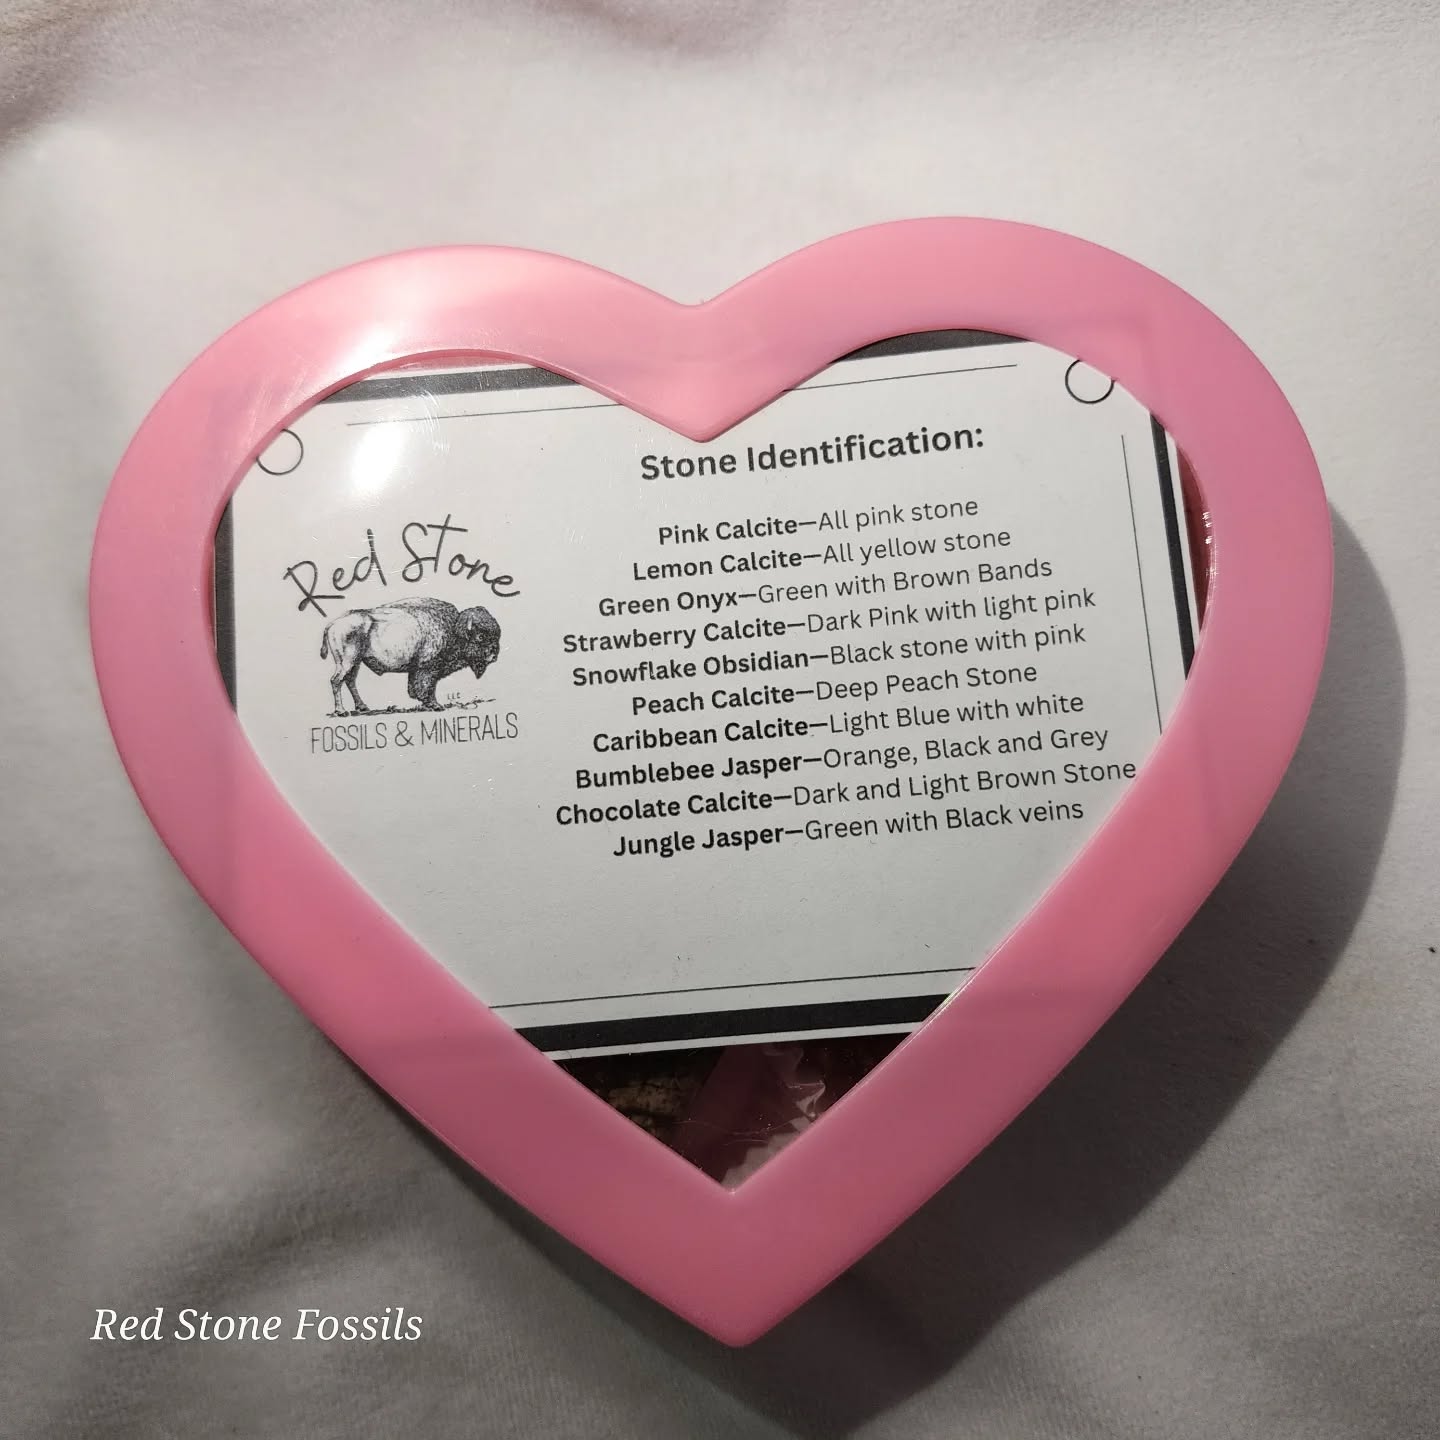 Stone Identification:
Pink Calcite—All pink stone
Lemon Calcite—All yellow stone
Green Onyx—Green with Brown Bands
Strawberry Calcite—Dark Pink with light pink
Snowflake Obsidian—Black stone with pink
Peach Calcite—Deep Peach Stone
Caribbean Calcite—Light Blue with white
Bumblebee Jasper—Orange, Black and Grey
Chocolate Calcite—Dark and Light Brown Stone
Jungle Jasper—Green with Black veins
Red Stone
LLC
FOSSILS & MINERALS
Red Stone Fossils